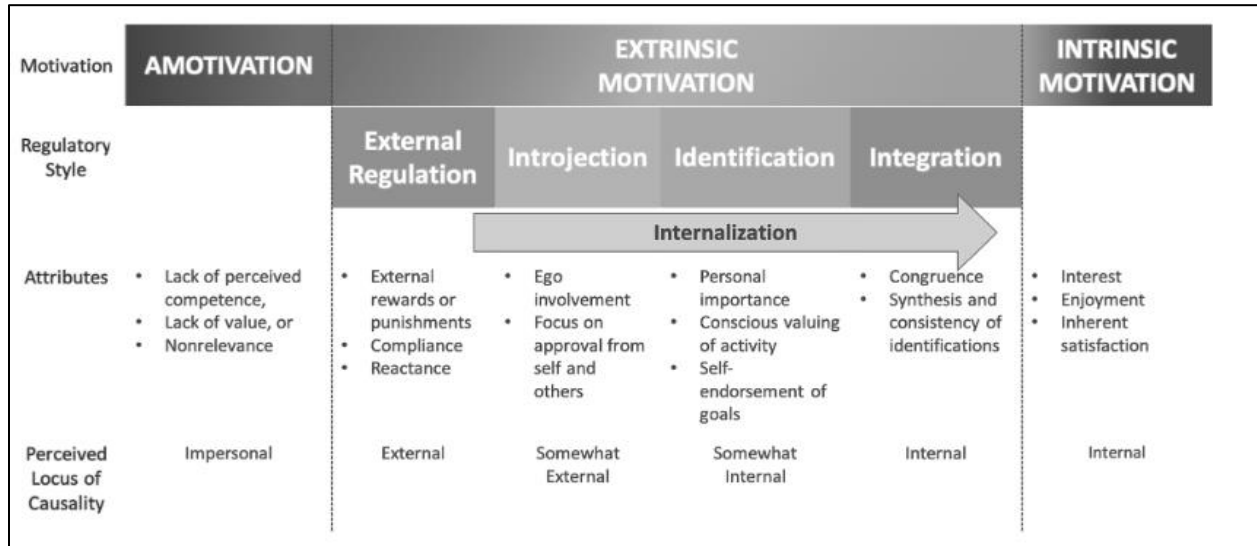 Motivation
AMOTIVATION
EXTRINSIC
MOTIVATION
INTRINSIC
MOTIVATION
Regulatory
Style
External
Regulation
Introjection
Identification
Integration
Internalization
Attributes
• Lack of perceived
competence,
• Lack of value, or
• Nonrelevance
• External
rewards or
punishments
• Compliance
• Reactance
• Ego
involvement
• Focus on
approval from
self and
others
• Personal
importance
• Conscious valuing
of activity
• Self-
endorsement of
goals
• Congruence
• Synthesis and
consistency of
identifications
• Interest
• Enjoyment
• Inherent
satisfaction
Perceived
Locus of
Causality
Impersonal
External
Somewhat
External
Somewhat
Internal
Internal
Internal